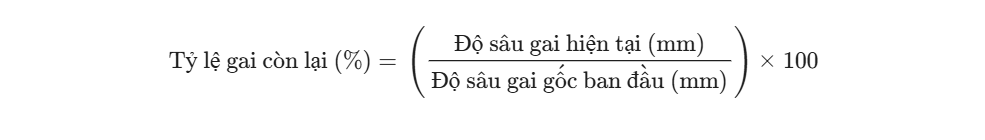 Tỷ lệ gai còn lại (%) = ( Độ sâu gai hiện tại (mm) / Độ sâu gai gốc ban đầu (mm) ) × 100